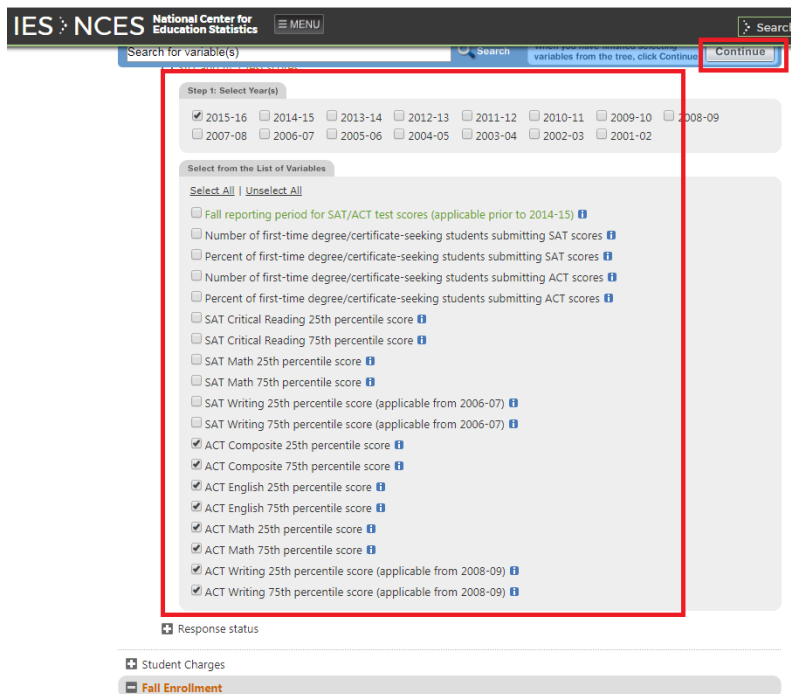 IES NCES National Center for Education Statistics MENU Search
Search for variable(s) Search When you have finished selecting variables from the tree, click Continue Continue
Step 1: Select Year(s)
2015-16 2014-15 2013-14 2012-13 2011-12 2010-11 2009-10 2008-09
2007-08 2006-07 2005-06 2004-05 2003-04 2002-03 2001-02
Select from the List of Variables
Select All | Unselect All
Fall reporting period for SAT/ACT test scores (applicable prior to 2014-15)
Number of first-time degree/certificate-seeking students submitting SAT scores
Percent of first-time degree/certificate-seeking students submitting SAT scores
Number of first-time degree/certificate-seeking students submitting ACT scores
Percent of first-time degree/certificate-seeking students submitting ACT scores
SAT Critical Reading 25th percentile score
SAT Critical Reading 75th percentile score
SAT Math 25th percentile score
SAT Math 75th percentile score
SAT Writing 25th percentile score (applicable from 2006-07)
SAT Writing 75th percentile score (applicable from 2006-07)
ACT Composite 25th percentile score
ACT Composite 75th percentile score
ACT English 25th percentile score
ACT English 75th percentile score
ACT Math 25th percentile score
ACT Math 75th percentile score
ACT Writing 25th percentile score (applicable from 2008-09)
ACT Writing 75th percentile score (applicable from 2008-09)
Response status
Student Charges
Fall Enrollment